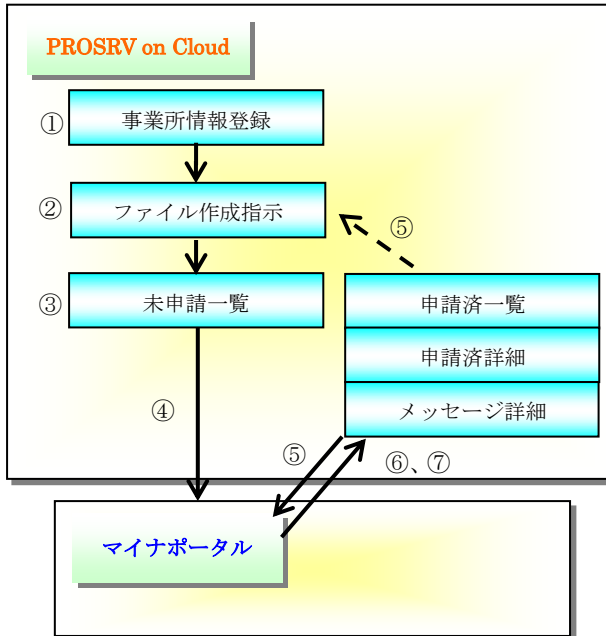 PROSRV on Cloud
① 事業所情報登録
② ファイル作成指示
⑤
③ 未申請一覧
申請済一覧
申請済詳細
メッセージ詳細
④
⑤
⑥、⑦
マイナポータル